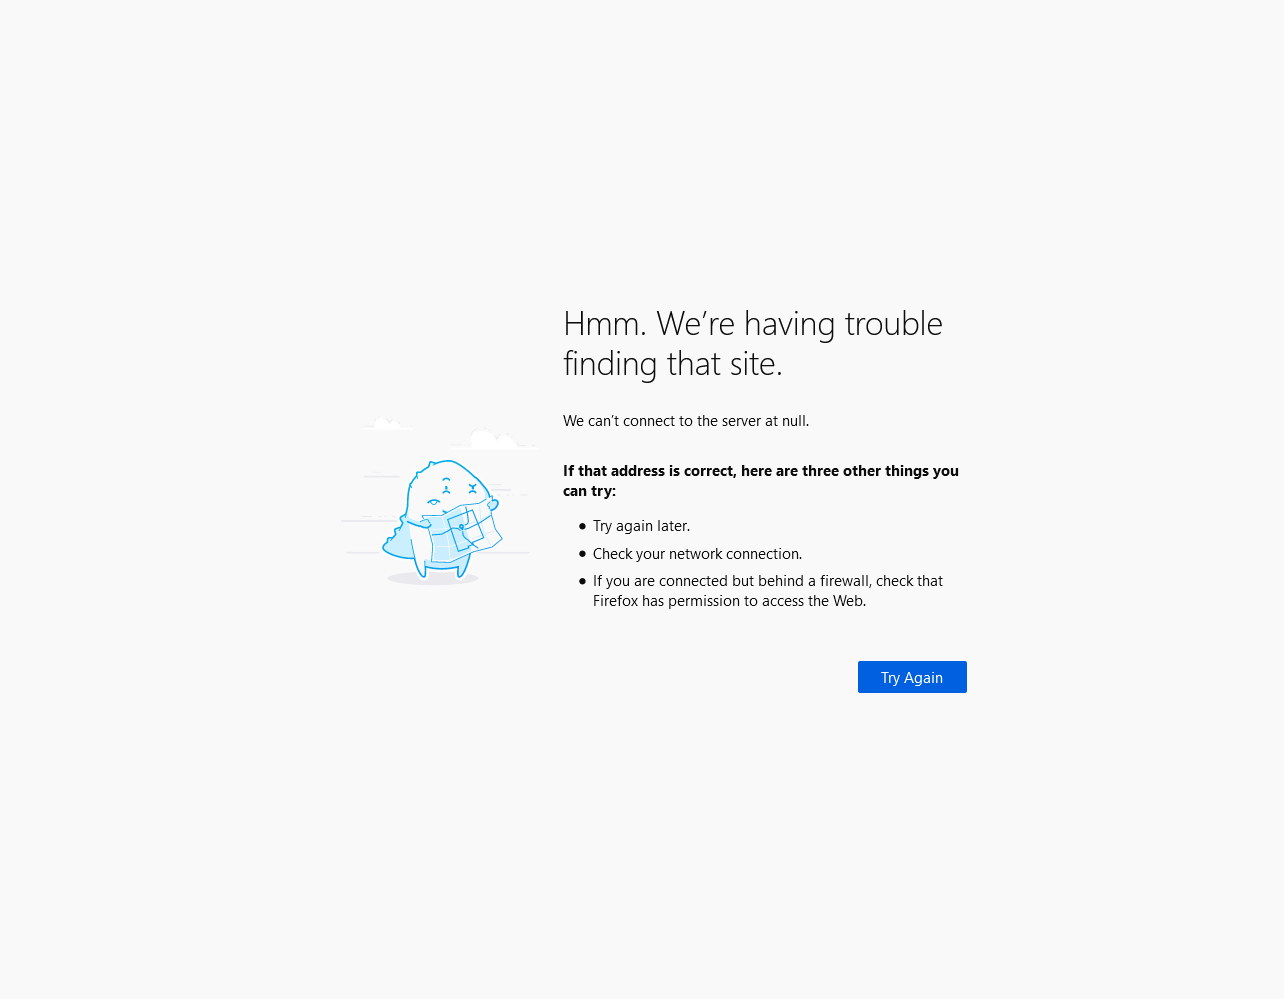 Hmm. We’re having trouble
finding that site.
We can’t connect to the server at null.
If that address is correct, here are three other things you
can try:
• Try again later.
• Check your network connection.
• If you are connected but behind a firewall, check that
Firefox has permission to access the Web.
Try Again